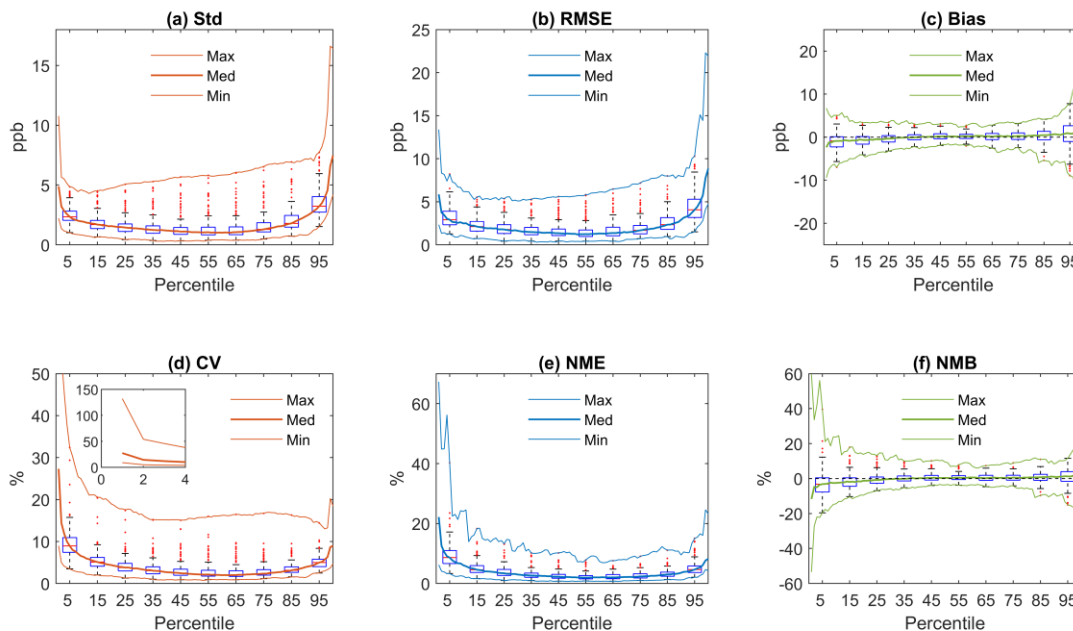 (a) Std
(b) RMSE
(c) Bias
15
10
5
0
ppb
Max
Med
Min
5 15 25 35 45 55 65 75 85 95
Percentile
25
20
15
10
5
0
ppb
Max
Med
Min
5 15 25 35 45 55 65 75 85 95
Percentile
20
10
0
-10
-20
ppb
Max
Med
Min
5 15 25 35 45 55 65 75 85 95
Percentile
(d) CV
(e) NME
(f) NMB
50
40
30
20
10
0
%
150
100
50
0
0 2 4
Max
Med
Min
5 15 25 35 45 55 65 75 85 95
Percentile
80
60
40
20
0
%
Max
Med
Min
5 15 25 35 45 55 65 75 85 95
Percentile
60
40
20
0
-20
-40
-60
%
Max
Med
Min
5 15 25 35 45 55 65 75 85 95
Percentile